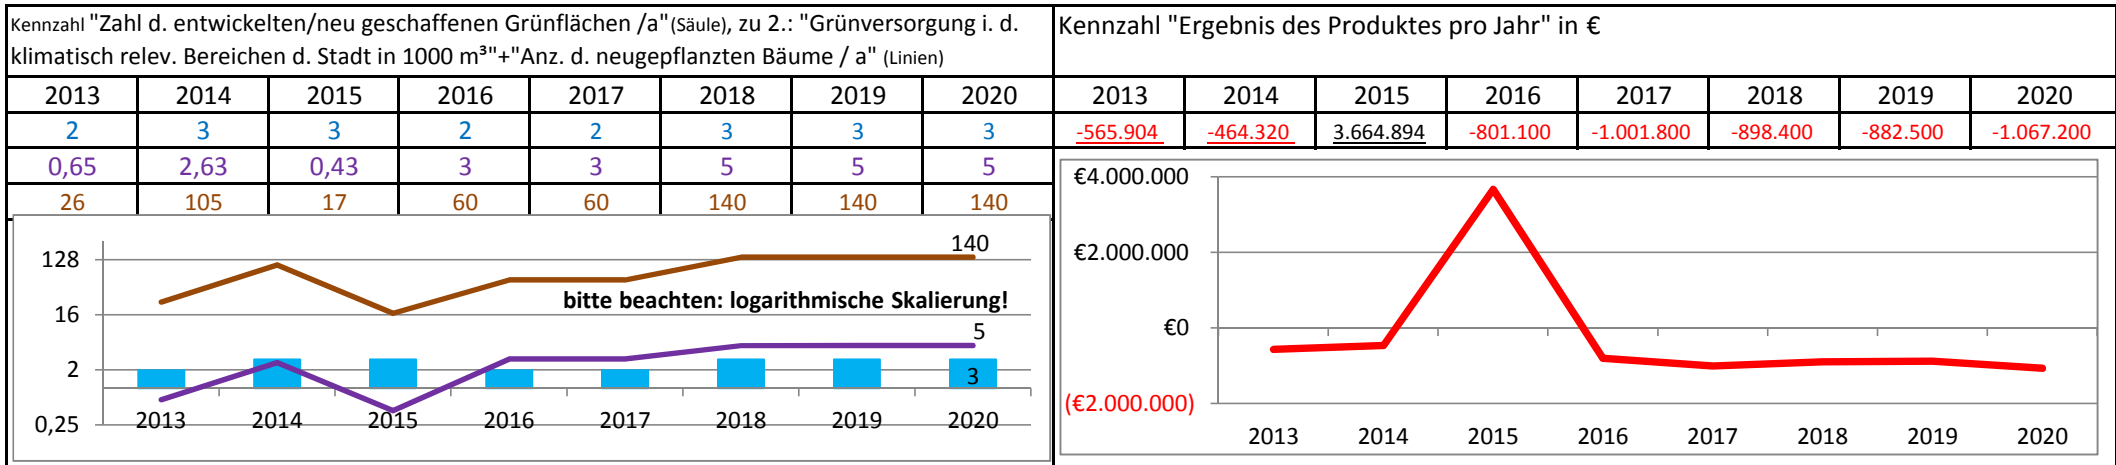 Kennzahl "Zahl d. entwickelten/neu geschaffenen Grünflächen /a"(Säule), zu 2.: "Grünversorgung i. d.
klimatisch relev. Bereichen d. Stadt in 1000 m³"+"Anz. d. neugepflanzten Bäume / a" (Linien)
2013 2014 2015 2016 2017 2018 2019 2020
2 3 3 2 2 3 3 3
0,65 2,63 0,43 3 3 5 5 5
26 105 17 60 60 140 140 140
140
128
bitte beachten: logarithmische Skalierung!
16
5
2
3
2013 2014 2015 2016 2017 2018 2019 2020
0,25
Kennzahl "Ergebnis des Produktes pro Jahr" in €
2013 2014 2015 2016 2017 2018 2019 2020
-565.904 -464.320 3.664.894 -801.100 -1.001.800 -898.400 -882.500 -1.067.200
€4.000.000
€2.000.000
€0
(€2.000.000)
2013 2014 2015 2016 2017 2018 2019 2020